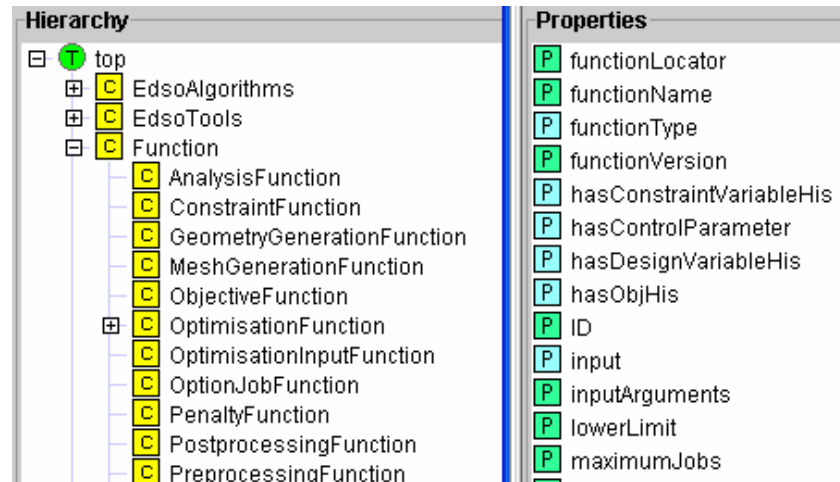 Hierarchy
T top
C EdsoAlgorithms
C EdsoTools
C Function
C AnalysisFunction
C ConstraintFunction
C GeometryGenerationFunction
C MeshGenerationFunction
C ObjectiveFunction
C OptimisationFunction
C OptimisationInputFunction
C OptionJobFunction
C PenaltyFunction
C PostprocessingFunction
C PreprocessingFunction
Properties
P functionLocator
P functionName
P functionType
P functionVersion
P hasConstraintVariableHis
P hasControlParameter
P hasDesignVariableHis
P hasObjHis
P ID
P input
P inputArguments
P lowerLimit
P maximumJobs